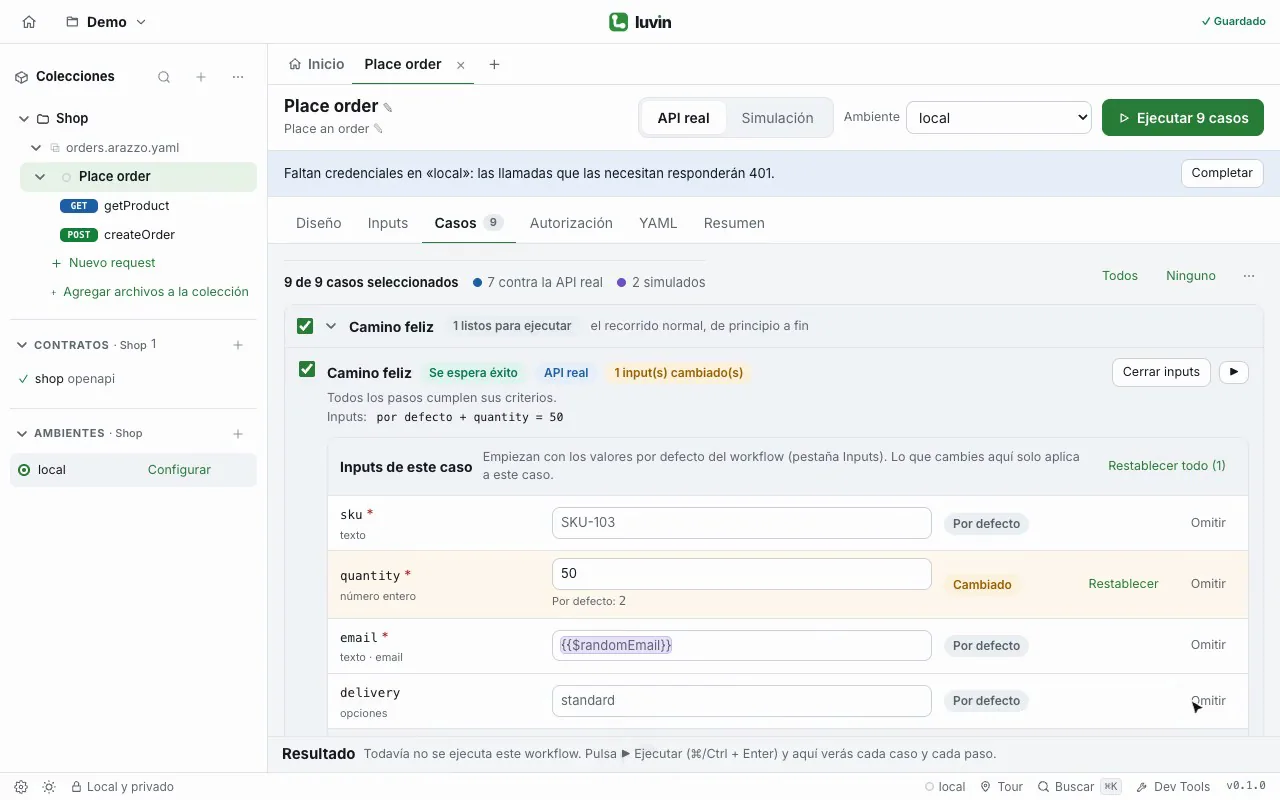 Demo
luvin
✓ Guardado
Colecciones
Inicio
Place order
Shop
orders.arazzo.yaml
Place order
GET getProduct
POST createOrder
+ Nuevo request
+ Agregar archivos a la colección
CONTRATOS · Shop 1
shop openapi
AMBIENTES · Shop
local Configurar
Place order
Place an order
API real
Simulación
Ambiente
local
Ejecutar 9 casos
Faltan credenciales en «local»: las llamadas que las necesitan responderán 401.
Completar
Diseño Inputs Casos 9 Autorización YAML Resumen
9 de 9 casos seleccionados 7 contra la API real 2 simulados
Todos Ninguno ...
Camino feliz 1 listos para ejecutar el recorrido normal, de principio a fin
Camino feliz Se espera éxito API real 1 input(s) cambiado(s)
Cerrar inputs
Todos los pasos cumplen sus criterios.
Inputs: por defecto + quantity = 50
Inputs de este caso
Empiezan con los valores por defecto del workflow (pestaña Inputs). Lo que cambies aquí solo aplica
a este caso.
Restablecer todo (1)
sku *
texto
SKU-103
Por defecto
Omitir
quantity *
número entero
50
Por defecto: 2
Cambiado
Restablecer
Omitir
email *
texto · email
{{$randomEmail}}
Por defecto
Omitir
delivery
opciones
standard
Por defecto
Omitir
Resultado Todavía no se ejecuta este workflow. Pulsa ▶ Ejecutar (⌘/Ctrl + Enter) y aquí verás cada caso y cada paso.
Local y privado
local
Tour
Buscar ⌘K
Dev Tools
v0.1.0